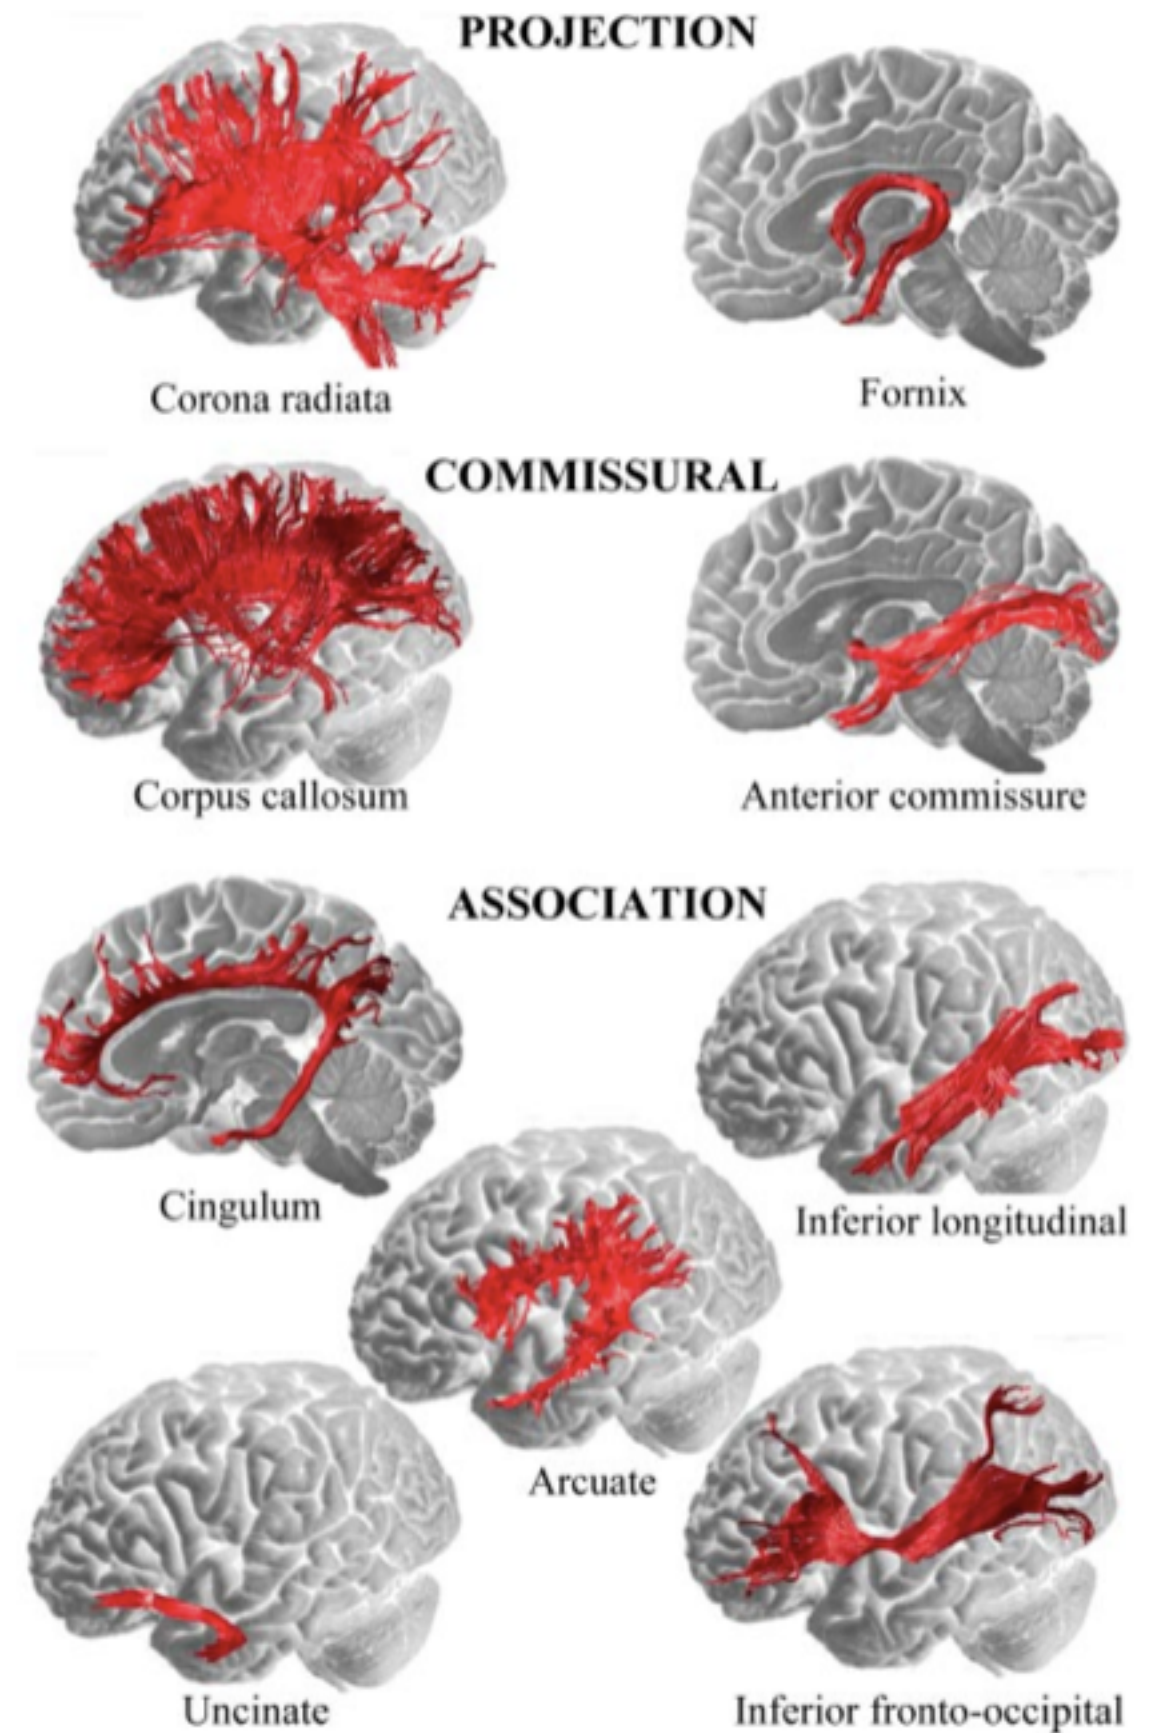 PROJECTION
Corona radiata
Fornix
COMMISSURAL
Corpus callosum
Anterior commissure
ASSOCIATION
Cingulum
Inferior longitudinal
Arcuate
Uncinate
Inferior fronto-occipital